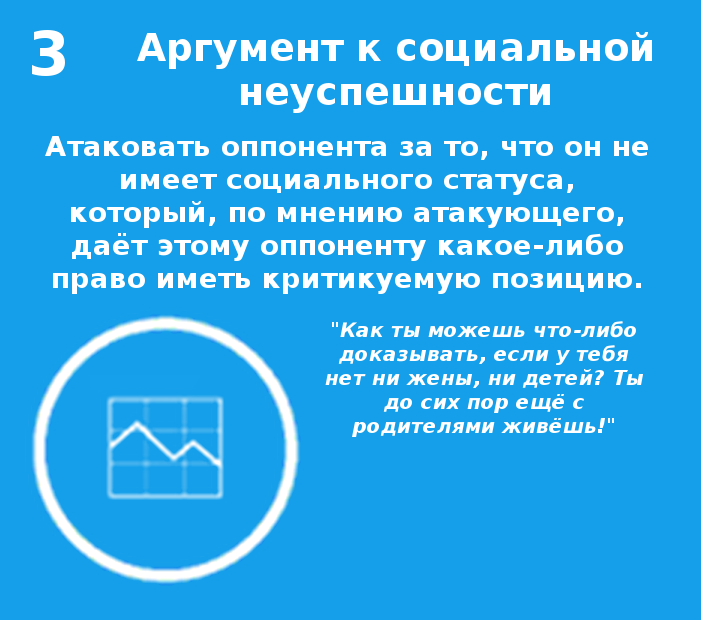 3
Аргумент к социальной
неуспешности
Атаковать оппонента за то, что он не
имеет социального статуса,
который, по мнению атакующего,
даёт этому оппоненту какое-либо
право иметь критикуемую позицию.
"Как ты можешь что-либо
доказывать, если у тебя
нет ни жены, ни детей? Ты
до сих пор ещё с
родителями живёшь!"